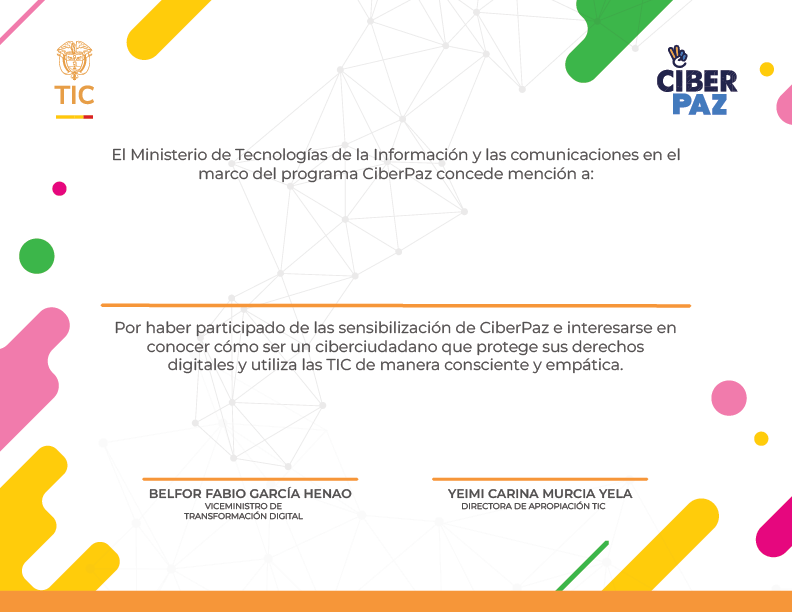 TIC
CIBER
PAZ
El Ministerio de Tecnologías de la Información y las comunicaciones en el
marco del programa CiberPaz concede mención a:
Por haber participado de las sensibilización de CiberPaz e interesarse en
conocer cómo ser un ciberciudadano que protege sus derechos
digitales y utiliza las TIC de manera consciente y empática.
BELFOR FABIO GARCÍA HENAO
VICEMINISTRO DE
TRANSFORMACIÓN DIGITAL
YEIMI CARINA MURCIA YELA
DIRECTORA DE APROPIACIÓN TIC